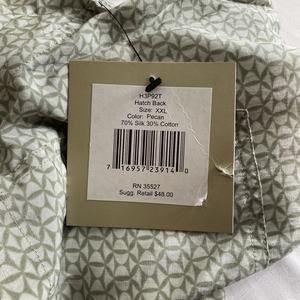 H3P92T
Hatch Back
Size: XXL
Color: Pecan
70% Silk 30% Cotton
7 16957 23914 0
RN 35527
Sugg. Retail $48.00